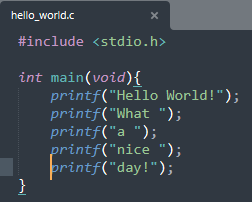 hello_world.c ×
#include <stdio.h>
int main(void){
    printf("Hello World!");
    printf("What ");
    printf("a ");
    printf("nice ");
    printf("day!");
}